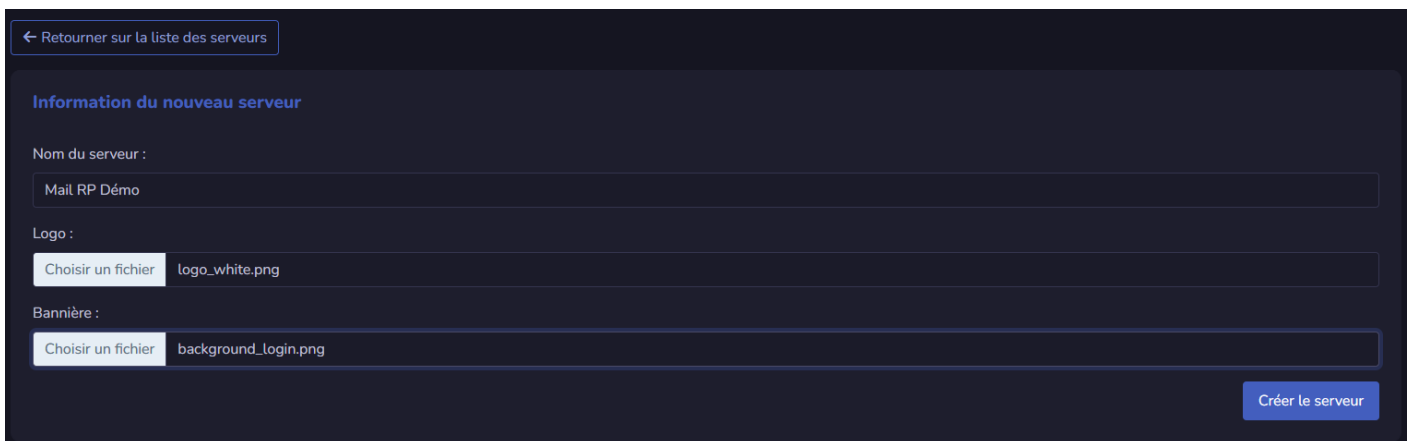 ← Retourner sur la liste des serveurs
Information du nouveau serveur
Nom du serveur :
Mail RP Démo
Logo :
Choisir un fichier logo_white.png
Bannière :
Choisir un fichier background_login.png
Créer le serveur